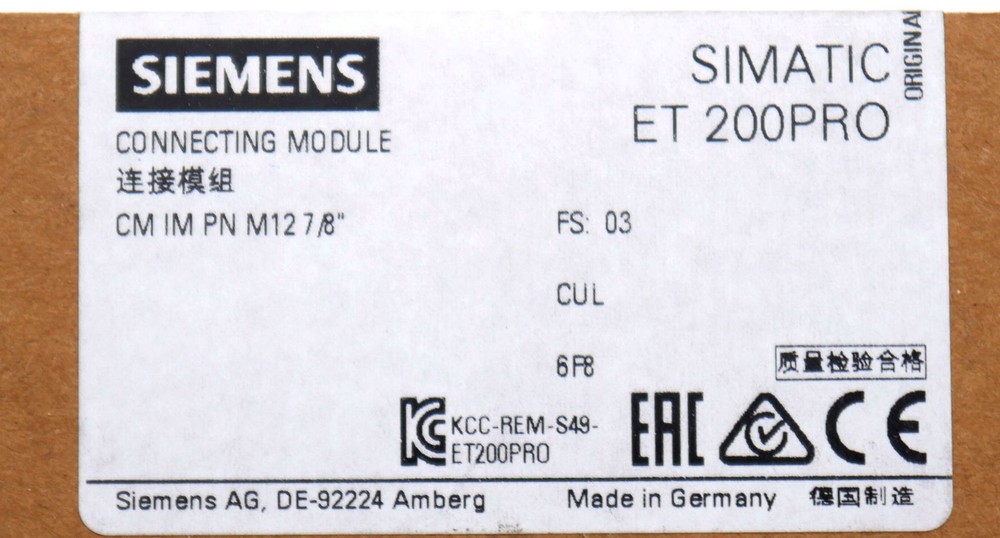 SIEMENS
SIMATIC
ET 200PRO
CONNECTING MODULE
连接模组
CM IM PN M12 7/8"
FS: 03
CUL
6F8
质量检验合格
KCC-REM-S49-
ET200PRO
EAC
CE
Siemens AG, DE-92224 Amberg
Made in Germany 德国制造